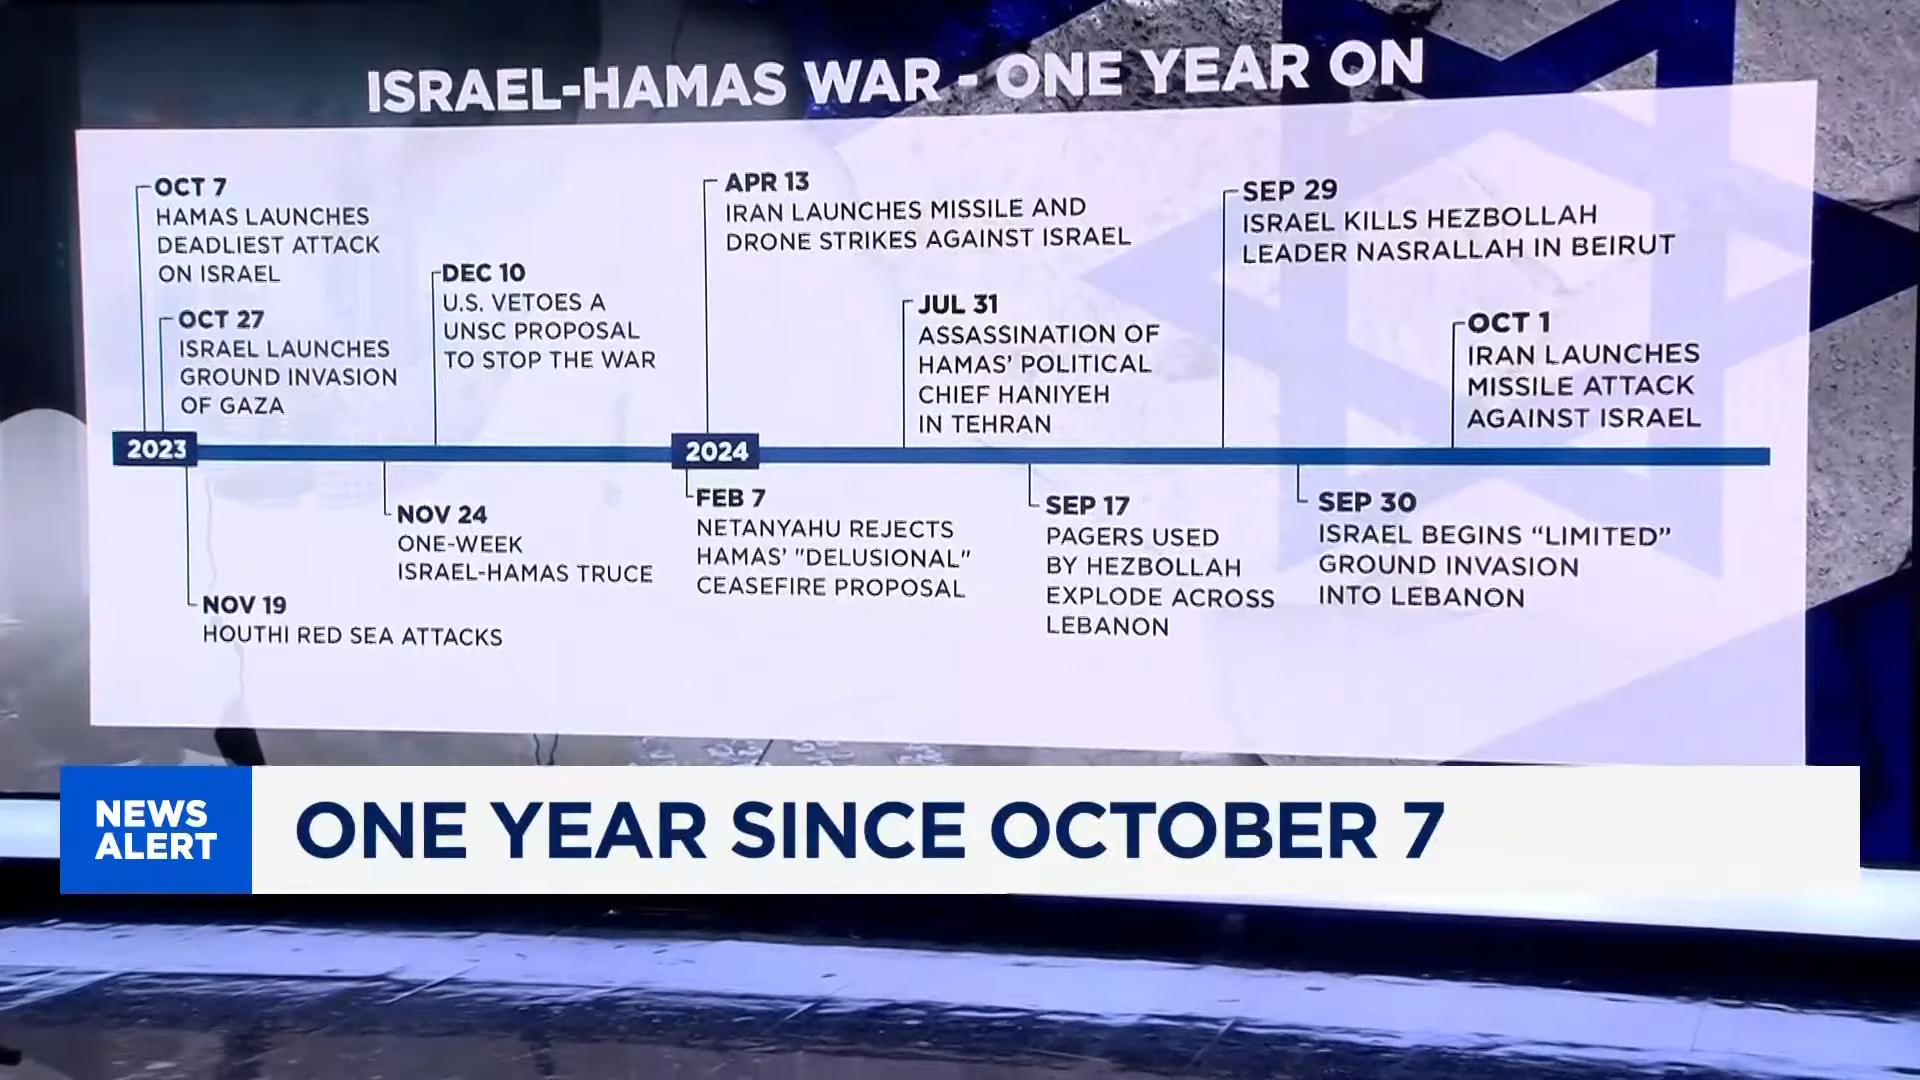 ISRAEL-HAMAS WAR - ONE YEAR ON
OCT 7
HAMAS LAUNCHES
DEADLIEST ATTACK
ON ISRAEL
OCT 27
ISRAEL LAUNCHES
GROUND INVASION
OF GAZA
DEC 10
U.S. VETOES A
UNSC PROPOSAL
TO STOP THE WAR
APR 13
IRAN LAUNCHES MISSILE AND
DRONE STRIKES AGAINST ISRAEL
JUL 31
ASSASSINATION OF
HAMAS' POLITICAL
CHIEF HANIYEH
IN TEHRAN
SEP 29
ISRAEL KILLS HEZBOLLAH
LEADER NASRALLAH IN BEIRUT
OCT 1
IRAN LAUNCHES
MISSILE ATTACK
AGAINST ISRAEL
2023
2024
NOV 19
HOUTHI RED SEA ATTACKS
NOV 24
ONE-WEEK
ISRAEL-HAMAS TRUCE
FEB 7
NETANYAHU REJECTS
HAMAS' "DELUSIONAL"
CEASEFIRE PROPOSAL
SEP 17
PAGERS USED
BY HEZBOLLAH
EXPLODE ACROSS
LEBANON
SEP 30
ISRAEL BEGINS “LIMITED”
GROUND INVASION
INTO LEBANON
NEWS
ALERT
ONE YEAR SINCE OCTOBER 7